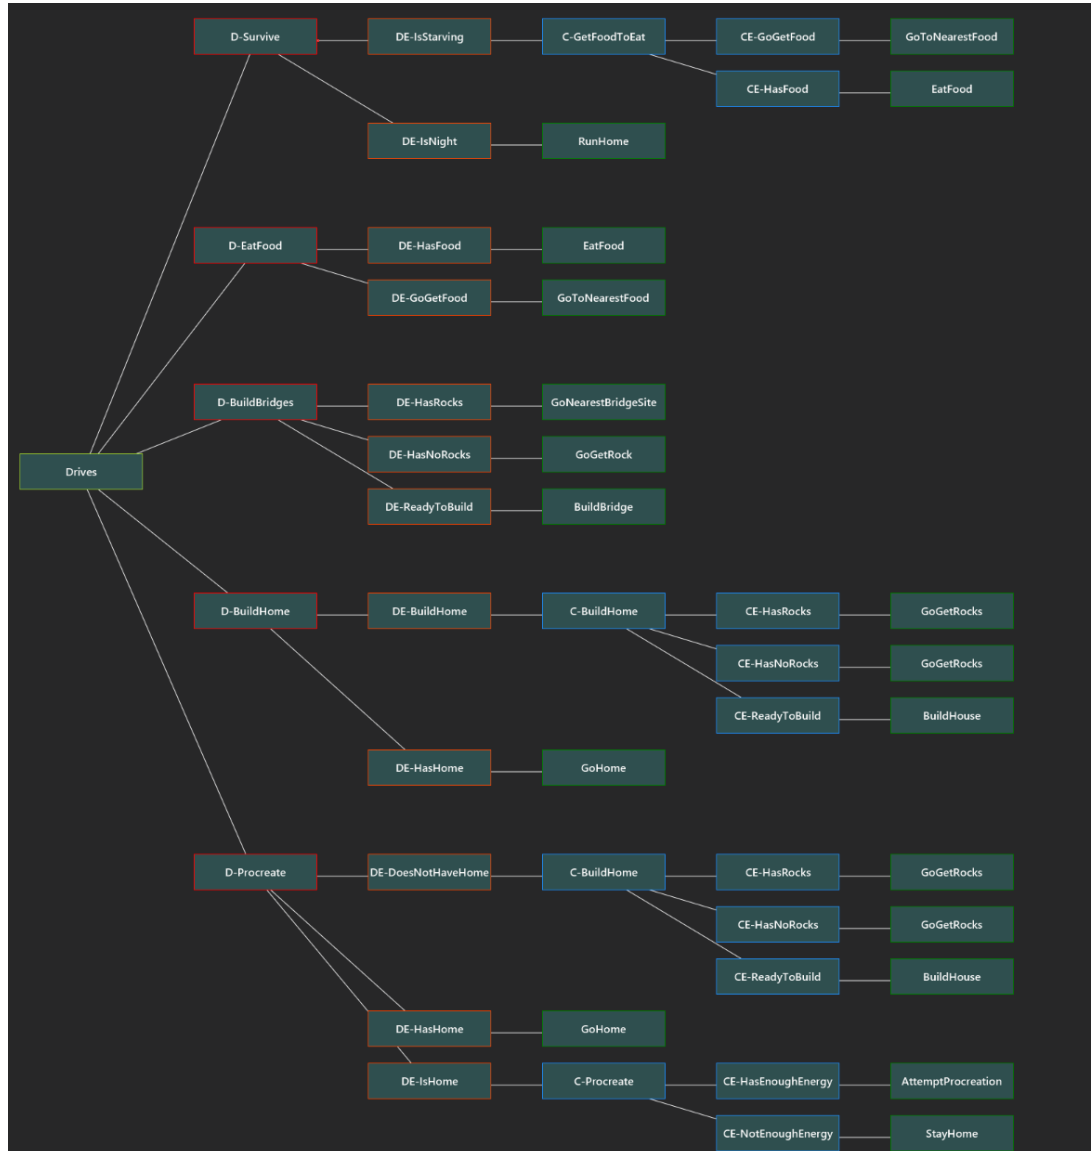 D-Survive
DE-IsStarving
C-GetFoodToEat
CE-GoGetFood
GoToNearestFood
CE-HasFood
EatFood
DE-IsNight
RunHome
D-EatFood
DE-HasFood
EatFood
DE-GoGetFood
GoToNearestFood
D-BuildBridges
DE-HasRocks
GoNearestBridgeSite
DE-HasNoRocks
GoGetRock
Drives
DE-ReadyToBuild
BuildBridge
D-BuildHome
DE-BuildHome
C-BuildHome
CE-HasRocks
GoGetRocks
CE-HasNoRocks
GoGetRocks
CE-ReadyToBuild
BuildHouse
DE-HasHome
GoHome
D-Procreate
DE-DoesNotHaveHome
C-BuildHome
CE-HasRocks
GoGetRocks
CE-HasNoRocks
GoGetRocks
CE-ReadyToBuild
BuildHouse
DE-HasHome
GoHome
DE-IsHome
C-Procreate
CE-HasEnoughEnergy
AttemptProcreation
CE-NotEnoughEnergy
StayHome